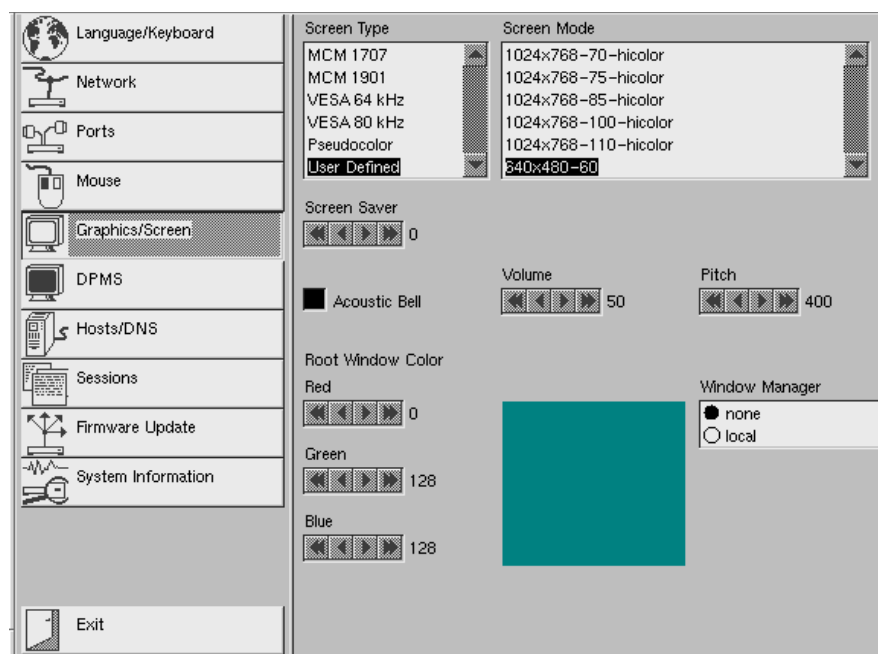 Language/Keyboard
Network
Ports
Mouse
Graphics/Screen
DPMS
Hosts/DNS
Sessions
Firmware Update
System Information
Exit
Screen Type
MCM 1707
MCM 1901
VESA 64 kHz
VESA 80 kHz
Pseudocolor
User Defined
Screen Mode
1024x768-70-hicolor
1024x768-75-hicolor
1024x768-85-hicolor
1024x768-100-hicolor
1024x768-110-hicolor
640x480-60
Screen Saver
0
Acoustic Bell
Volume
50
Pitch
400
Root Window Color
Red
0
Green
128
Blue
128
Window Manager
none
local